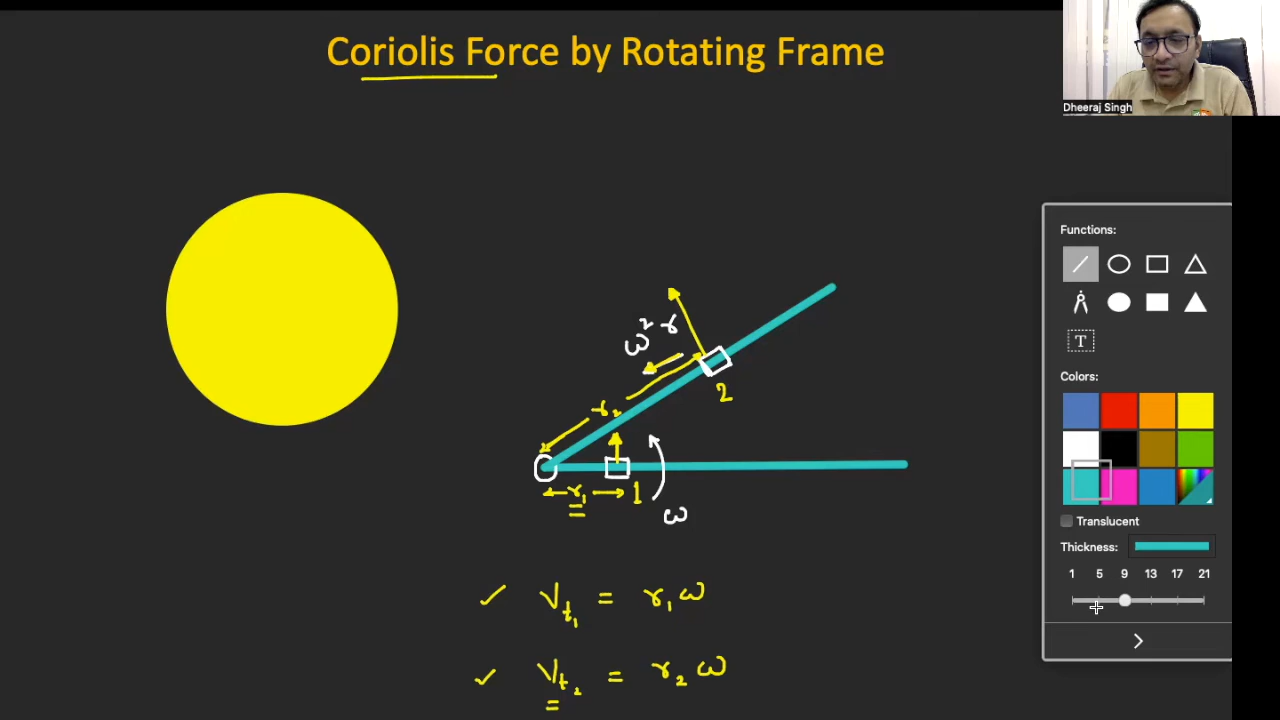 Coriolis Force by Rotating Frame
Dheeraj Singh
Functions:
T
Colors:
Translucent
Thickness:
1 5 9 13 17 21
ω² r
r₂
2
r₁ 1
ω
✓ Vt₁ = r₁ω
✓ Vt₂ = r₂ω